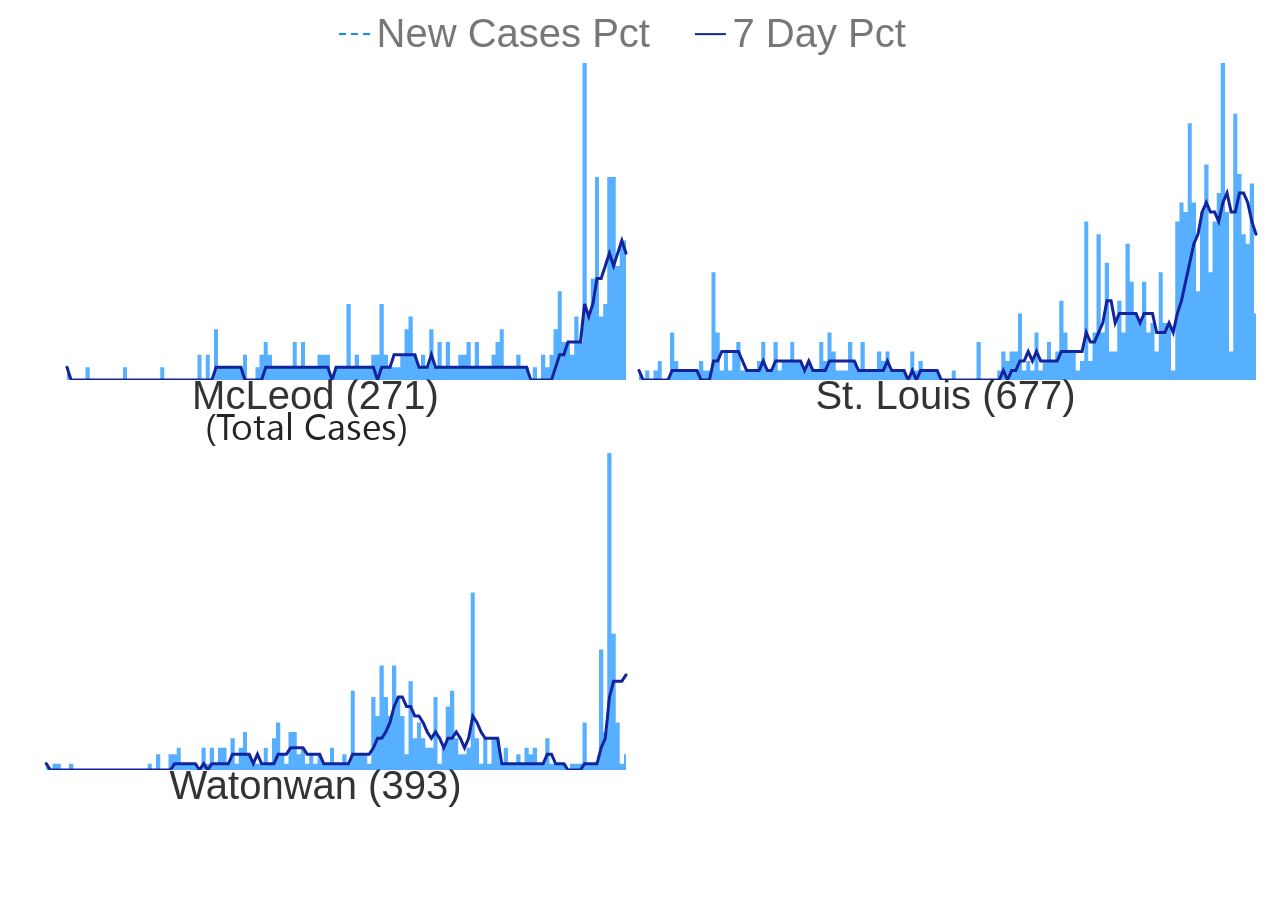 New Cases Pct 7 Day Pct
McLeod (271)
(Total Cases)
St. Louis (677)
Watonwan (393)